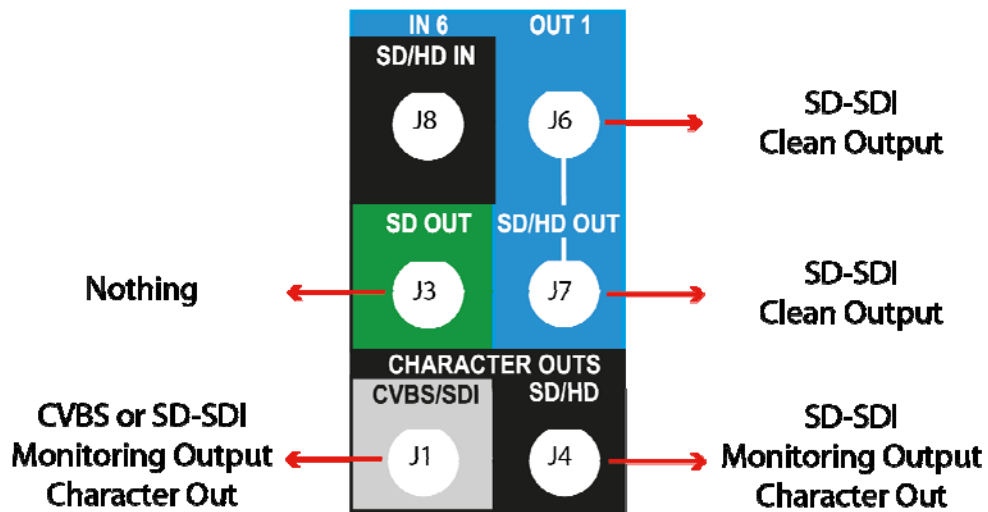 IN 6 OUT 1
SD/HD IN
J8 J6
SD-SDI
Clean Output
SD OUT SD/HD OUT
Nothing
J3 J7
SD-SDI
Clean Output
CHARACTER OUTS
CVBS/SDI SD/HD
CVBS or SD-SDI
Monitoring Output
Character Out
J1 J4
SD-SDI
Monitoring Output
Character Out